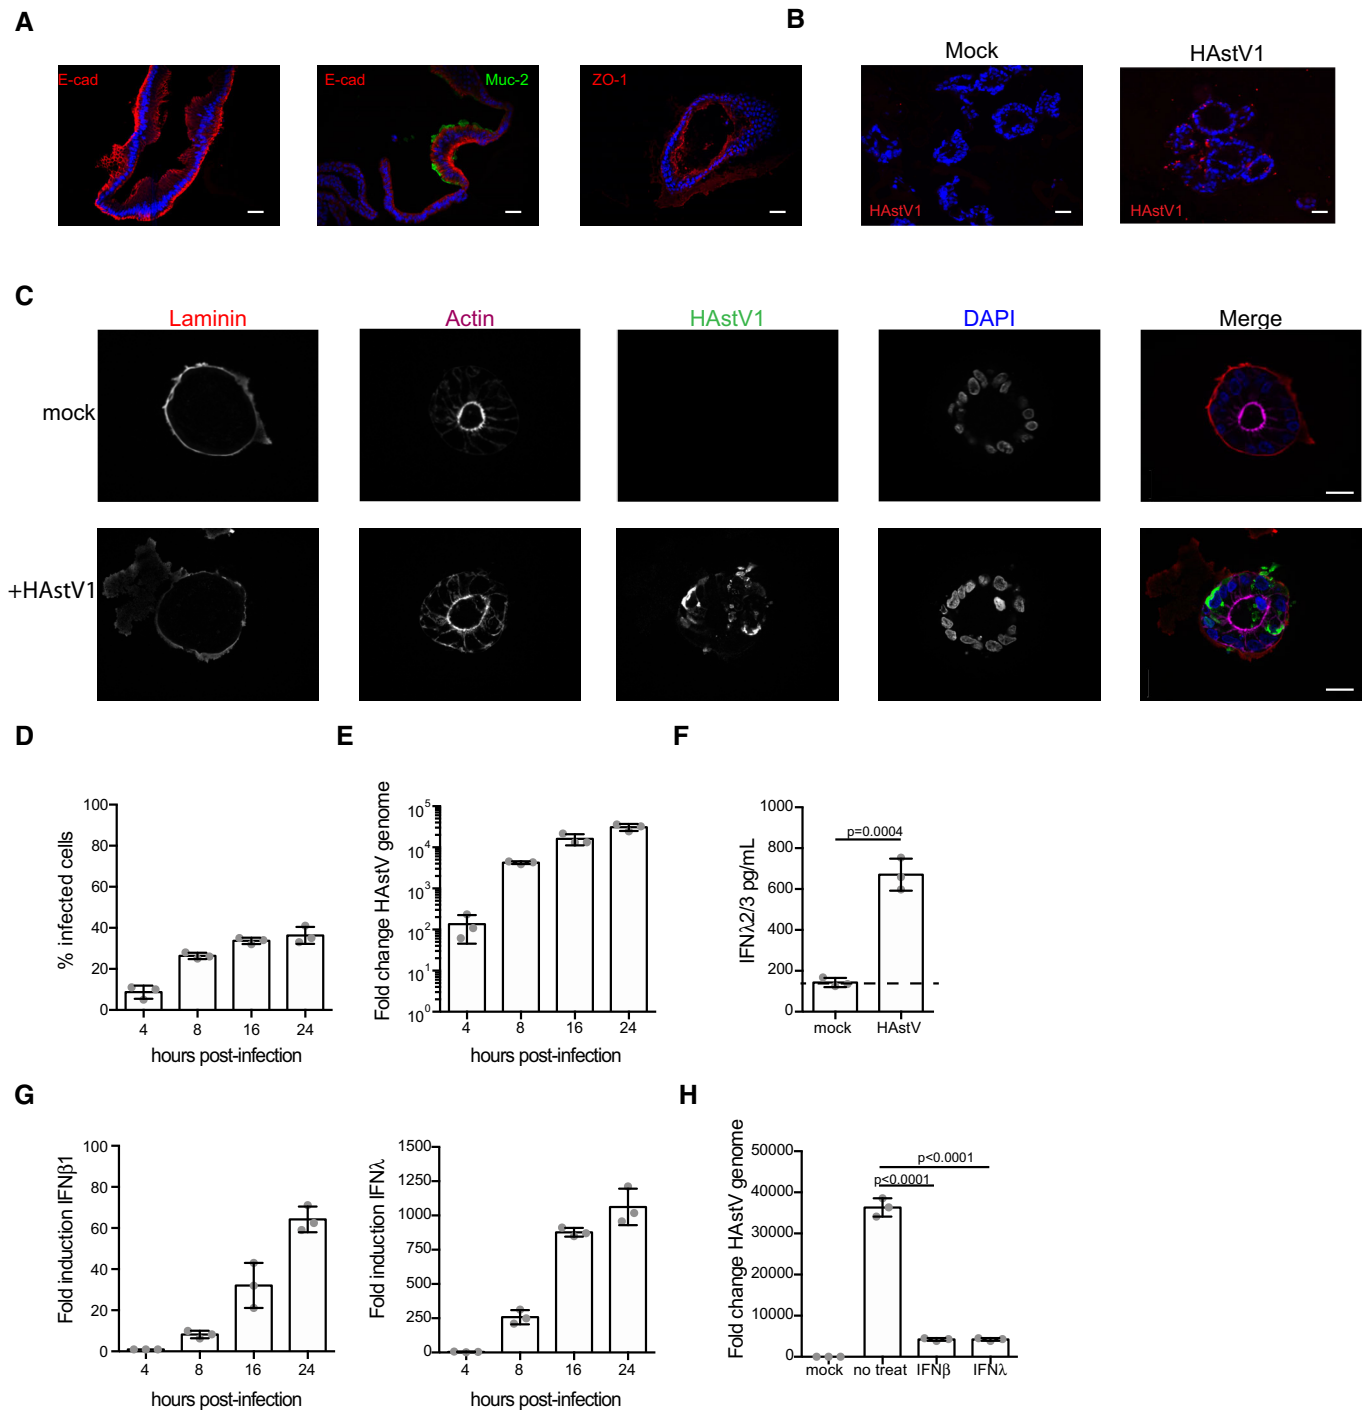 A
B
E-cad
E-cad Muc-2
ZO-1
Mock
HAstV1
HAstV1
HAstV1
C
Laminin Actin HAstV1 DAPI Merge
mock
+HAstV1
D
% infected cells
100
80
60
40
20
0
4 8 16 24
hours post-infection
E
Fold change HAstV genome
10^5
10^4
10^3
10^2
10^1
10^0
4 8 16 24
hours post-infection
F
IFNλ2/3 pg/mL
1000
800
600
400
200
0
p=0.0004
mock HAstV
G
Fold induction IFNβ1
100
80
60
40
20
0
4 8 16 24
hours post-infection
Fold induction IFNλ
1500
1250
1000
750
500
250
0
4 8 16 24
hours post-infection
H
Fold change HAstV genome
50000
40000
30000
20000
10000
0
p<0.0001
p<0.0001
mock no treat IFNβ IFNλ